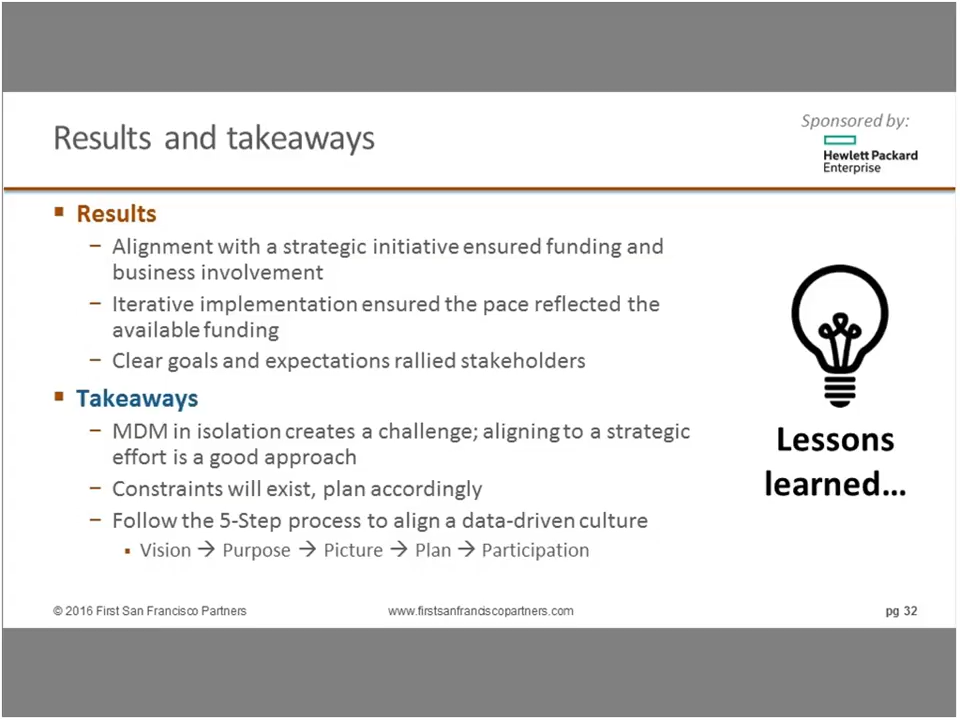 Results and takeaways
Sponsored by:
Hewlett Packard
Enterprise
▪ Results
− Alignment with a strategic initiative ensured funding and
business involvement
− Iterative implementation ensured the pace reflected the
available funding
− Clear goals and expectations rallied stakeholders
▪ Takeaways
− MDM in isolation creates a challenge; aligning to a strategic
effort is a good approach
− Constraints will exist, plan accordingly
− Follow the 5-Step process to align a data-driven culture
▪ Vision → Purpose → Picture → Plan → Participation
Lessons
learned...
© 2016 First San Francisco Partners
www.firstsanfranciscopartners.com
pg 32